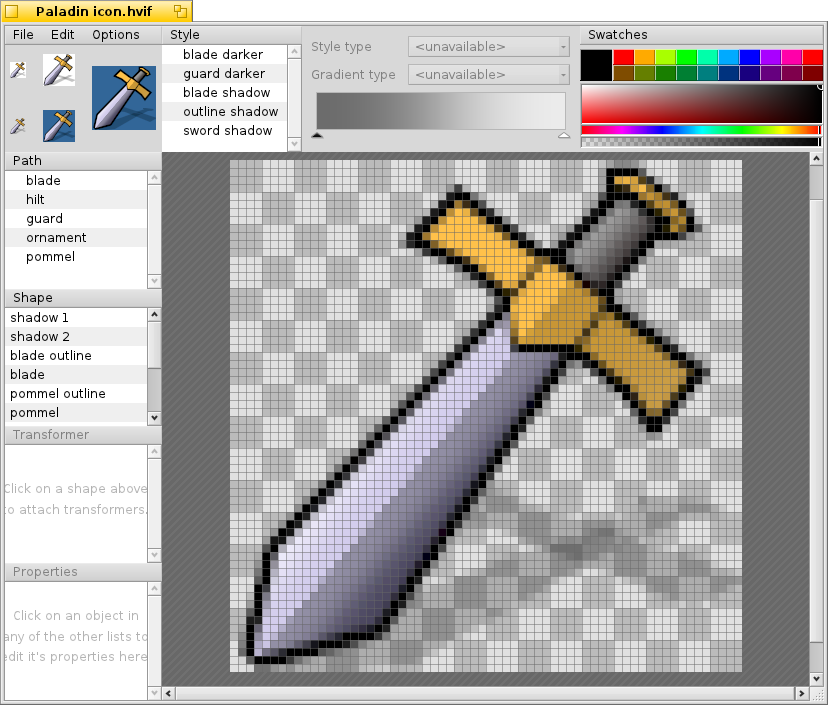 Paladin icon.hvif
File Edit Options
Style
blade darker
guard darker
blade shadow
outline shadow
sword shadow
Style type <unavailable>
Gradient type <unavailable>
Swatches
Path
blade
hilt
guard
ornament
pommel
Shape
shadow 1
shadow 2
blade outline
blade
pommel outline
pommel
Transformer
Click on a shape above
to attach transformers.
Properties
Click on an object in
any of the other lists to
edit it's properties here